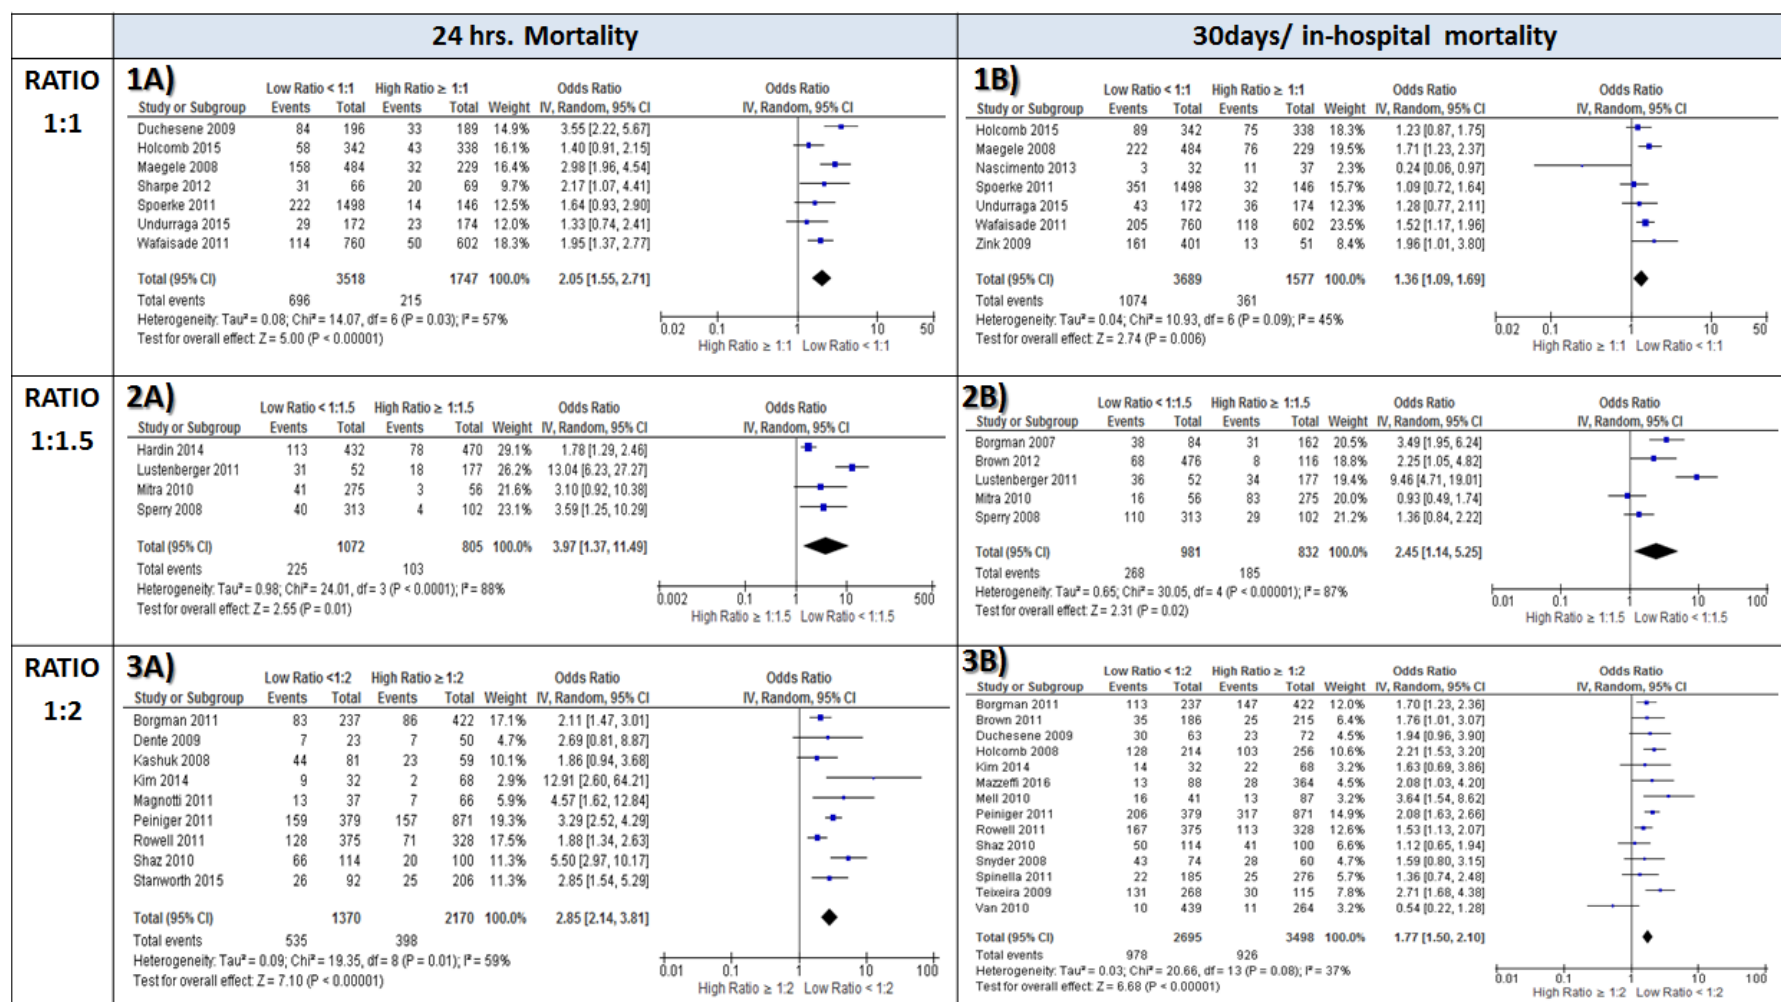 24 hrs. Mortality 30days/ in-hospital mortality
RATIO
1:1
1A)
Low Ratio < 1:1 High Ratio ≥ 1:1 Odds Ratio Odds Ratio
Study or Subgroup Events Total Events Total Weight IV, Random, 95% CI IV, Random, 95% CI
Duchesene 2009 84 196 33 189 14.9% 3.55 [2.22, 5.67]
Holcomb 2015 58 342 43 338 16.1% 1.40 [0.91, 2.15]
Maegele 2008 158 484 32 229 16.4% 2.98 [1.96, 4.54]
Sharpe 2012 31 66 20 69 9.7% 2.17 [1.07, 4.41]
Spoerke 2011 222 1498 14 146 12.5% 1.64 [0.93, 2.90]
Undurraga 2015 29 172 23 174 12.0% 1.33 [0.74, 2.41]
Wafaisade 2011 114 760 50 602 18.3% 1.95 [1.37, 2.77]
Total (95% CI) 3518 1747 100.0% 2.05 [1.55, 2.71]
Total events 696 215
Heterogeneity: Tau² = 0.08; Chi² = 14.07, df = 6 (P = 0.03); I² = 57%
Test for overall effect: Z = 5.00 (P < 0.00001)
0.02 0.1 1 10 50
High Ratio ≥ 1:1 Low Ratio < 1:1
1B)
Low Ratio < 1:1 High Ratio ≥ 1:1 Odds Ratio Odds Ratio
Study or Subgroup Events Total Events Total Weight IV, Random, 95% CI IV, Random, 95% CI
Holcomb 2015 89 342 75 338 18.3% 1.23 [0.87, 1.75]
Maegele 2008 222 484 76 229 19.5% 1.71 [1.23, 2.37]
Nascimento 2013 3 32 11 37 2.3% 0.24 [0.06, 0.97]
Spoerke 2011 351 1498 32 146 15.7% 1.09 [0.72, 1.64]
Undurraga 2015 43 172 36 174 12.3% 1.28 [0.77, 2.11]
Wafaisade 2011 205 760 118 602 23.5% 1.52 [1.17, 1.96]
Zink 2009 161 401 13 51 8.4% 1.96 [1.01, 3.80]
Total (95% CI) 3689 1577 100.0% 1.36 [1.09, 1.69]
Total events 1074 361
Heterogeneity: Tau² = 0.04; Chi² = 10.93, df = 6 (P = 0.09); I² = 45%
Test for overall effect: Z = 2.74 (P = 0.006)
0.02 0.1 1 10 50
High Ratio ≥ 1:1 Low Ratio < 1:1
RATIO
1:1.5
2A)
Low Ratio < 1:1.5 High Ratio ≥ 1:1.5 Odds Ratio Odds Ratio
Study or Subgroup Events Total Events Total Weight IV, Random, 95% CI IV, Random, 95% CI
Hardin 2014 113 432 78 470 29.1% 1.78 [1.29, 2.46]
Lustenberger 2011 31 52 18 177 26.2% 13.04 [6.23, 27.27]
Mitra 2010 41 275 3 56 21.6% 3.10 [0.92, 10.38]
Sperry 2008 40 313 4 102 23.1% 3.59 [1.25, 10.29]
Total (95% CI) 1072 805 100.0% 3.97 [1.37, 11.49]
Total events 225 103
Heterogeneity: Tau² = 0.98; Chi² = 24.01, df = 3 (P < 0.0001); I² = 88%
Test for overall effect: Z = 2.55 (P = 0.01)
0.002 0.1 1 10 500
High Ratio ≥ 1:1.5 Low Ratio < 1:1.5
2B)
Low Ratio < 1:1.5 High Ratio ≥ 1:1.5 Odds Ratio Odds Ratio
Study or Subgroup Events Total Events Total Weight IV, Random, 95% CI IV, Random, 95% CI
Borgman 2007 38 84 31 162 20.5% 3.49 [1.95, 6.24]
Brown 2012 68 476 8 116 18.8% 2.25 [1.05, 4.82]
Lustenberger 2011 36 52 34 177 19.4% 9.46 [4.71, 19.01]
Mitra 2010 16 56 83 275 20.0% 0.93 [0.49, 1.74]
Sperry 2008 110 313 29 102 21.2% 1.36 [0.84, 2.22]
Total (95% CI) 981 832 100.0% 2.45 [1.14, 5.25]
Total events 268 185
Heterogeneity: Tau² = 0.65; Chi² = 30.05, df = 4 (P < 0.00001); I² = 87%
Test for overall effect: Z = 2.31 (P = 0.02)
0.01 0.1 1 10 100
High Ratio ≥ 1:1.5 Low Ratio < 1:1.5
RATIO
1:2
3A)
Low Ratio <1:2 High Ratio ≥ 1:2 Odds Ratio Odds Ratio
Study or Subgroup Events Total Events Total Weight IV, Random, 95% CI IV, Random, 95% CI
Borgman 2011 83 237 86 422 17.1% 2.11 [1.47, 3.01]
Dente 2009 7 23 7 50 4.7% 2.69 [0.81, 8.87]
Kashuk 2008 44 81 23 59 10.1% 1.86 [0.94, 3.68]
Kim 2014 9 32 2 68 2.9% 12.91 [2.60, 64.21]
Magnotti 2011 13 37 7 66 5.9% 4.57 [1.62, 12.84]
Peiniger 2011 159 379 157 871 19.3% 3.29 [2.52, 4.29]
Rowell 2011 128 375 71 328 17.5% 1.88 [1.34, 2.63]
Shaz 2010 66 114 20 100 11.3% 5.50 [2.97, 10.17]
Stanworth 2015 26 92 25 206 11.3% 2.85 [1.54, 5.29]
Total (95% CI) 1370 2170 100.0% 2.85 [2.14, 3.81]
Total events 535 398
Heterogeneity: Tau² = 0.09; Chi² = 19.35, df = 8 (P = 0.01); I² = 59%
Test for overall effect: Z = 7.10 (P < 0.00001)
0.01 0.1 1 10 100
High Ratio ≥ 1:2 Low Ratio < 1:2
3B)
Low Ratio < 1:2 High Ratio ≥ 1:2 Odds Ratio Odds Ratio
Study or Subgroup Events Total Events Total Weight IV, Random, 95% CI IV, Random, 95% CI
Borgman 2011 113 237 147 422 12.0% 1.70 [1.23, 2.36]
Brown 2011 35 186 25 215 6.4% 1.76 [1.01, 3.07]
Duchesene 2009 30 63 23 72 4.5% 1.94 [0.96, 3.90]
Holcomb 2008 128 214 103 256 10.6% 2.21 [1.53, 3.20]
Kim 2014 14 32 22 68 3.2% 1.63 [0.69, 3.86]
Mazzeffi 2016 13 88 28 364 4.7% 2.08 [1.03, 4.20]
Mell 2010 16 41 13 87 3.2% 3.64 [1.54, 8.62]
Peiniger 2011 206 379 317 871 14.9% 2.08 [1.63, 2.66]
Rowell 2011 167 375 113 328 12.6% 1.53 [1.13, 2.07]
Shaz 2010 50 114 41 100 6.6% 1.12 [0.65, 1.94]
Snyder 2008 43 74 28 60 4.7% 1.59 [0.80, 3.15]
Spinella 2011 22 185 25 276 5.7% 1.36 [0.74, 2.48]
Teixeira 2009 131 268 30 115 7.8% 2.71 [1.68, 4.38]
Van 2010 10 439 11 264 3.2% 0.54 [0.22, 1.28]
Total (95% CI) 2695 3498 100.0% 1.77 [1.50, 2.10]
Total events 978 926
Heterogeneity: Tau² = 0.03; Chi² = 20.66, df = 13 (P = 0.08); I² = 37%
Test for overall effect: Z = 6.68 (P < 0.00001)
0.01 0.1 1 10 100
High Ratio ≥ 1:2 Low Ratio < 1:2